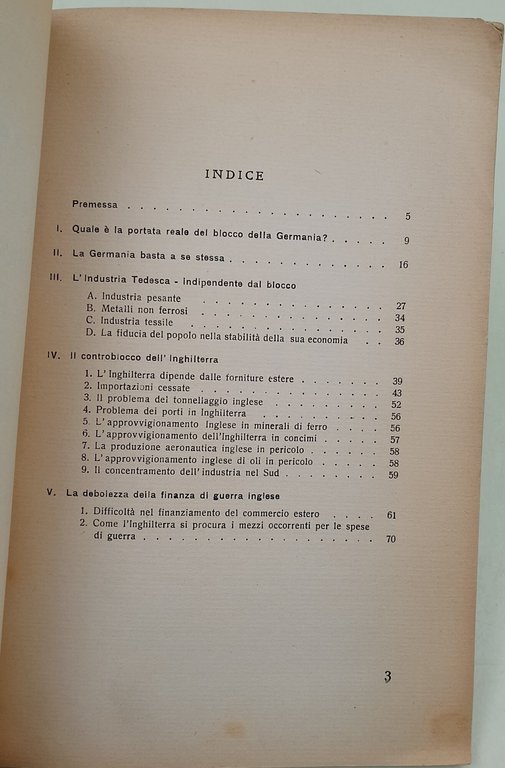 INDICE
Premessa . . . . . . . . . . . . . . . . . . . . . . 5
I. Quale è la portata reale del blocco della Germania? . . . . . 9
II. La Germania basta a se stessa . . . . . . . . . . . 16
III. L'Industria Tedesca - indipendente dal blocco
A. Industria pesante . . . . . . . . . . . . . . . . 27
B. Metalli non ferrosi . . . . . . . . . . . . . . . . 34
C. Industria tessile . . . . . . . . . . . . . . . . 35
D. La fiducia del popolo nella stabilità della sua economia . . 36
IV. Il controblocco dell'Inghilterra
1. L'Inghilterra dipende dalle forniture estere . . . . . . . 39
2. Importazioni cessate . . . . . . . . . . . . . . . 43
3. Il problema del tonnellaggio inglese . . . . . . . . . . 52
4. Problema dei porti in Inghilterra . . . . . . . . . . 56
5. L'approvvigionamento Inglese in minerali di ferro . . . . 56
6. L'approvvigionamento dell'Inghilterra in concimi . . . . . 57
7. La produzione aeronautica inglese in pericolo . . . . . . 58
8. L'approvvigionamento inglese di oli in pericolo . . . . . 58
9. Il concentramento dell'industria nel Sud . . . . . . . . 59
V. La debolezza della finanza di guerra inglese
1. Difficoltà nel finanziamento del commercio estero . . . . 61
2. Come l'Inghilterra si procura i mezzi occorrenti per le spese
di guerra . . . . . . . . . . . . . . . . . . . . 70
3